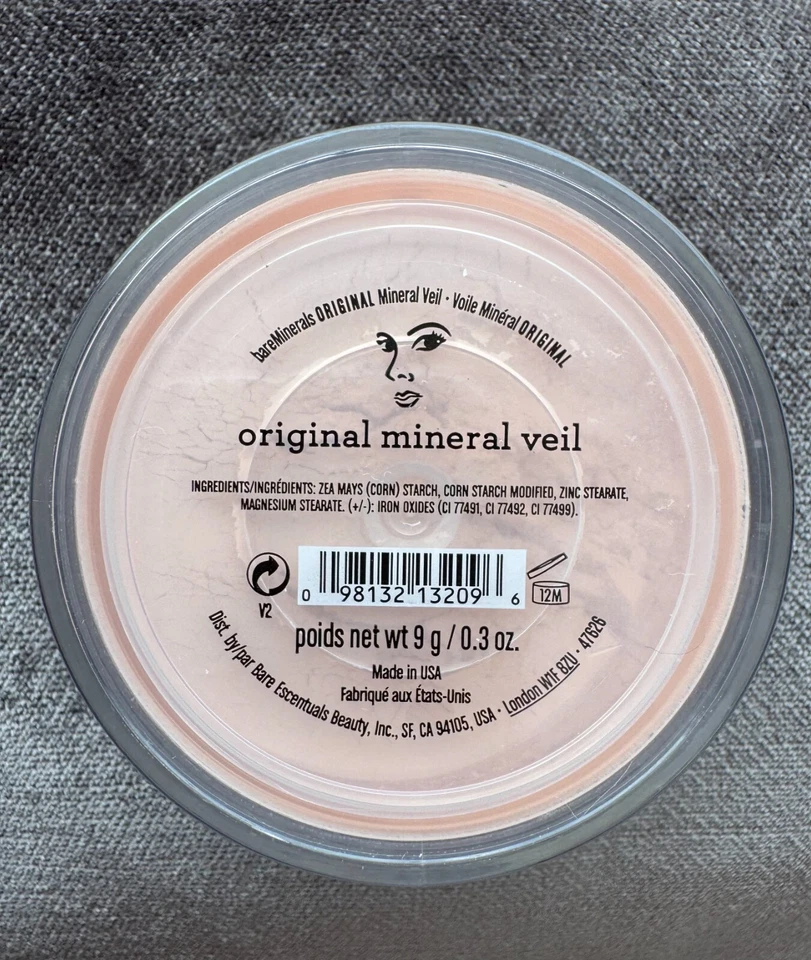 bareMinerals ORIGINAL Mineral Veil • Voile Minéral ORIGINAL
original mineral veil
INGREDIENTS/INGRÉDIENTS: ZEA MAYS (CORN) STARCH, CORN STARCH MODIFIED, ZINC STEARATE,
MAGNESIUM STEARATE. (+/-): IRON OXIDES (CI 77491, CI 77492, CI 77499).
V2
0 98132 13209 6
12M
poids net wt 9 g / 0.3 oz.
Made in USA
Fabriqué aux États-Unis
Dist. by/par Bare Escentuals Beauty, Inc., SF, CA 94105, USA • London W1F 8ZU • 47626